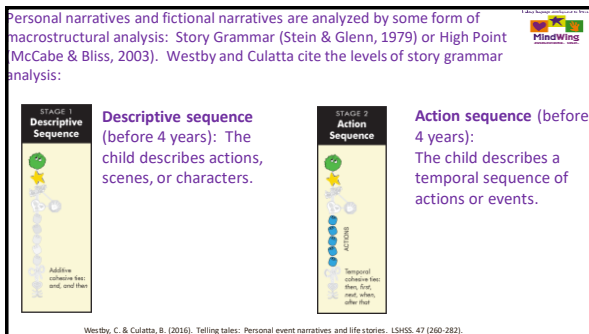 Personal narratives and fictional narratives are analyzed by some form of
macrostructural analysis: Story Grammar (Stein & Glenn, 1979) or High Point
(McCabe & Bliss, 2003). Westby and Culatta cite the levels of story grammar
analysis:
MindWing
STAGE 1
Descriptive
Sequence
Additive
cohesive ties:
and, and then
Descriptive sequence
(before 4 years): The
child describes actions,
scenes, or characters.
STAGE 2
Action
Sequence
ACTIONS
Temporal
cohesive ties:
then, first,
next, when,
after that
Action sequence (before
4 years):
The child describes a
temporal sequence of
actions or events.
Westby, C. & Culatta, B. (2016). Telling tales: Personal event narratives and life stories. LSHSS. 47 (260-282).